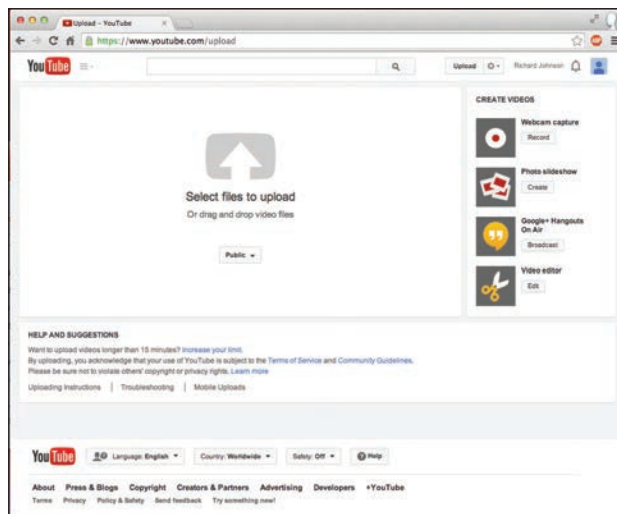 Upload - YouTube
https://www.youtube.com/upload
YouTube
Upload
Richard Johnson
Select files to upload
Or drag and drop video files
Public
CREATE VIDEOS
Webcam capture
Record
Photo slideshow
Create
Google+ Hangouts
On Air
Broadcast
Video editor
Edit
HELP AND SUGGESTIONS
Want to upload videos longer than 15 minutes? Increase your limit.
By uploading, you acknowledge that your use of YouTube is subject to the Terms of Service and Community Guidelines.
Please be sure not to violate others' copyright or privacy rights. Learn more
Uploading Instructions | Troubleshooting | Mobile Uploads
YouTube Language: English Country: Worldwide Safety: Off Help
About Press & Blogs Copyright Creators & Partners Advertising Developers +YouTube
Terms Privacy Policy & Safety Send feedback Try something new!